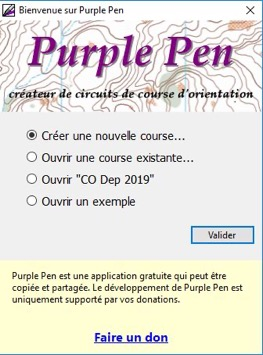 Bienvenue sur Purple Pen
Purple Pen
créateur de circuits de course d'orientation
Créer une nouvelle course...
Ouvrir une course existante...
Ouvrir "CO Dep 2019"
Ouvrir un exemple
Valider
Purple Pen est une application gratuite qui peut être
copiée et partagée. Le développement de Purple Pen est
uniquement supporté par vos donations.
Faire un don